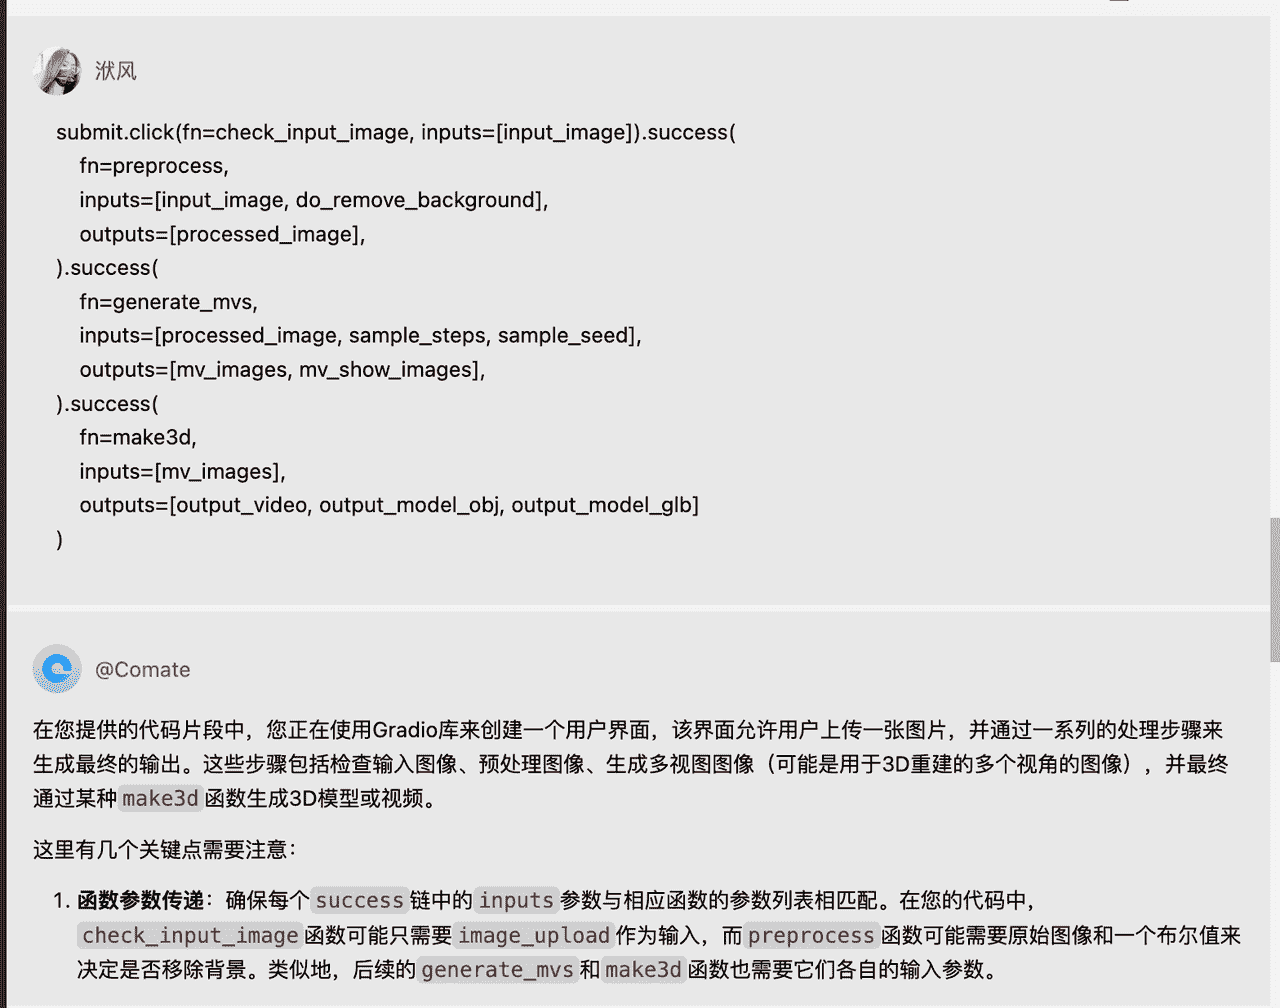 洑风
submit.click(fn=check_input_image, inputs=[input_image]).success(
fn=preprocess,
inputs=[input_image, do_remove_background],
outputs=[processed_image],
).success(
fn=generate_mvs,
inputs=[processed_image, sample_steps, sample_seed],
outputs=[mv_images, mv_show_images],
).success(
fn=make3d,
inputs=[mv_images],
outputs=[output_video, output_model_obj, output_model_glb]
)
@Comate
在您提供的代码片段中，您正在使用Gradio库来创建一个用户界面，该界面允许用户上传一张图片，并通过一系列的处理步骤来
生成最终的输出。这些步骤包括检查输入图像、预处理图像、生成多视图图像（可能是用于3D重建的多个视角的图像），并最终
通过某种make3d函数生成3D模型或视频。
这里有几个关键点需要注意：
1. 函数参数传递：确保每个success链中的inputs参数与相应函数的参数列表相匹配。在您的代码中，
check_input_image函数可能只需要image_upload作为输入，而preprocess函数可能需要原始图像和一个布尔值来
决定是否移除背景。类似地，后续的generate_mvs和make3d函数也需要它们各自的输入参数。